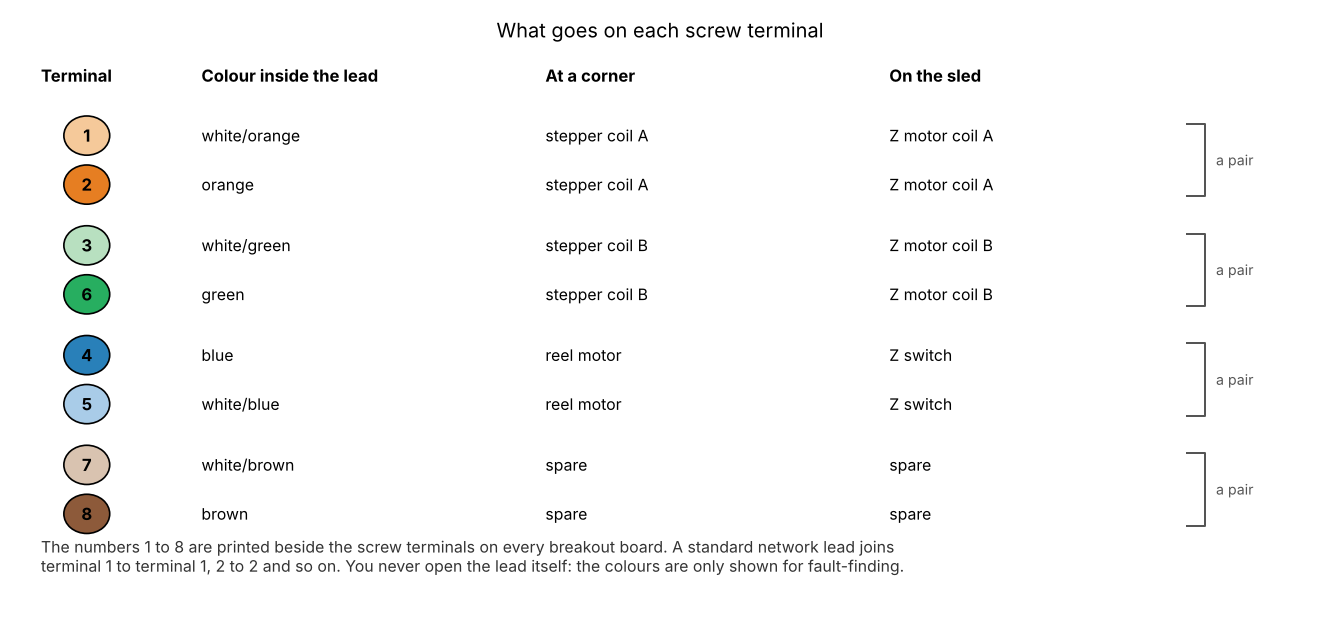 What goes on each screw terminal
Terminal Colour inside the lead At a corner On the sled
1 white/orange stepper coil A Z motor coil A
a pair
2 orange stepper coil A Z motor coil A
3 white/green stepper coil B Z motor coil B
a pair
6 green stepper coil B Z motor coil B
4 blue reel motor Z switch
a pair
5 white/blue reel motor Z switch
7 white/brown spare spare
a pair
8 brown spare spare
The numbers 1 to 8 are printed beside the screw terminals on every breakout board. A standard network lead joins
terminal 1 to terminal 1, 2 to 2 and so on. You never open the lead itself: the colours are only shown for fault-finding.